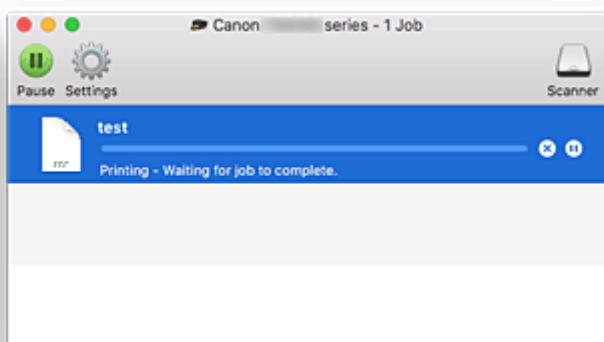 Canon series - 1 Job
Pause Settings Scanner
test
Printing - Waiting for job to complete.